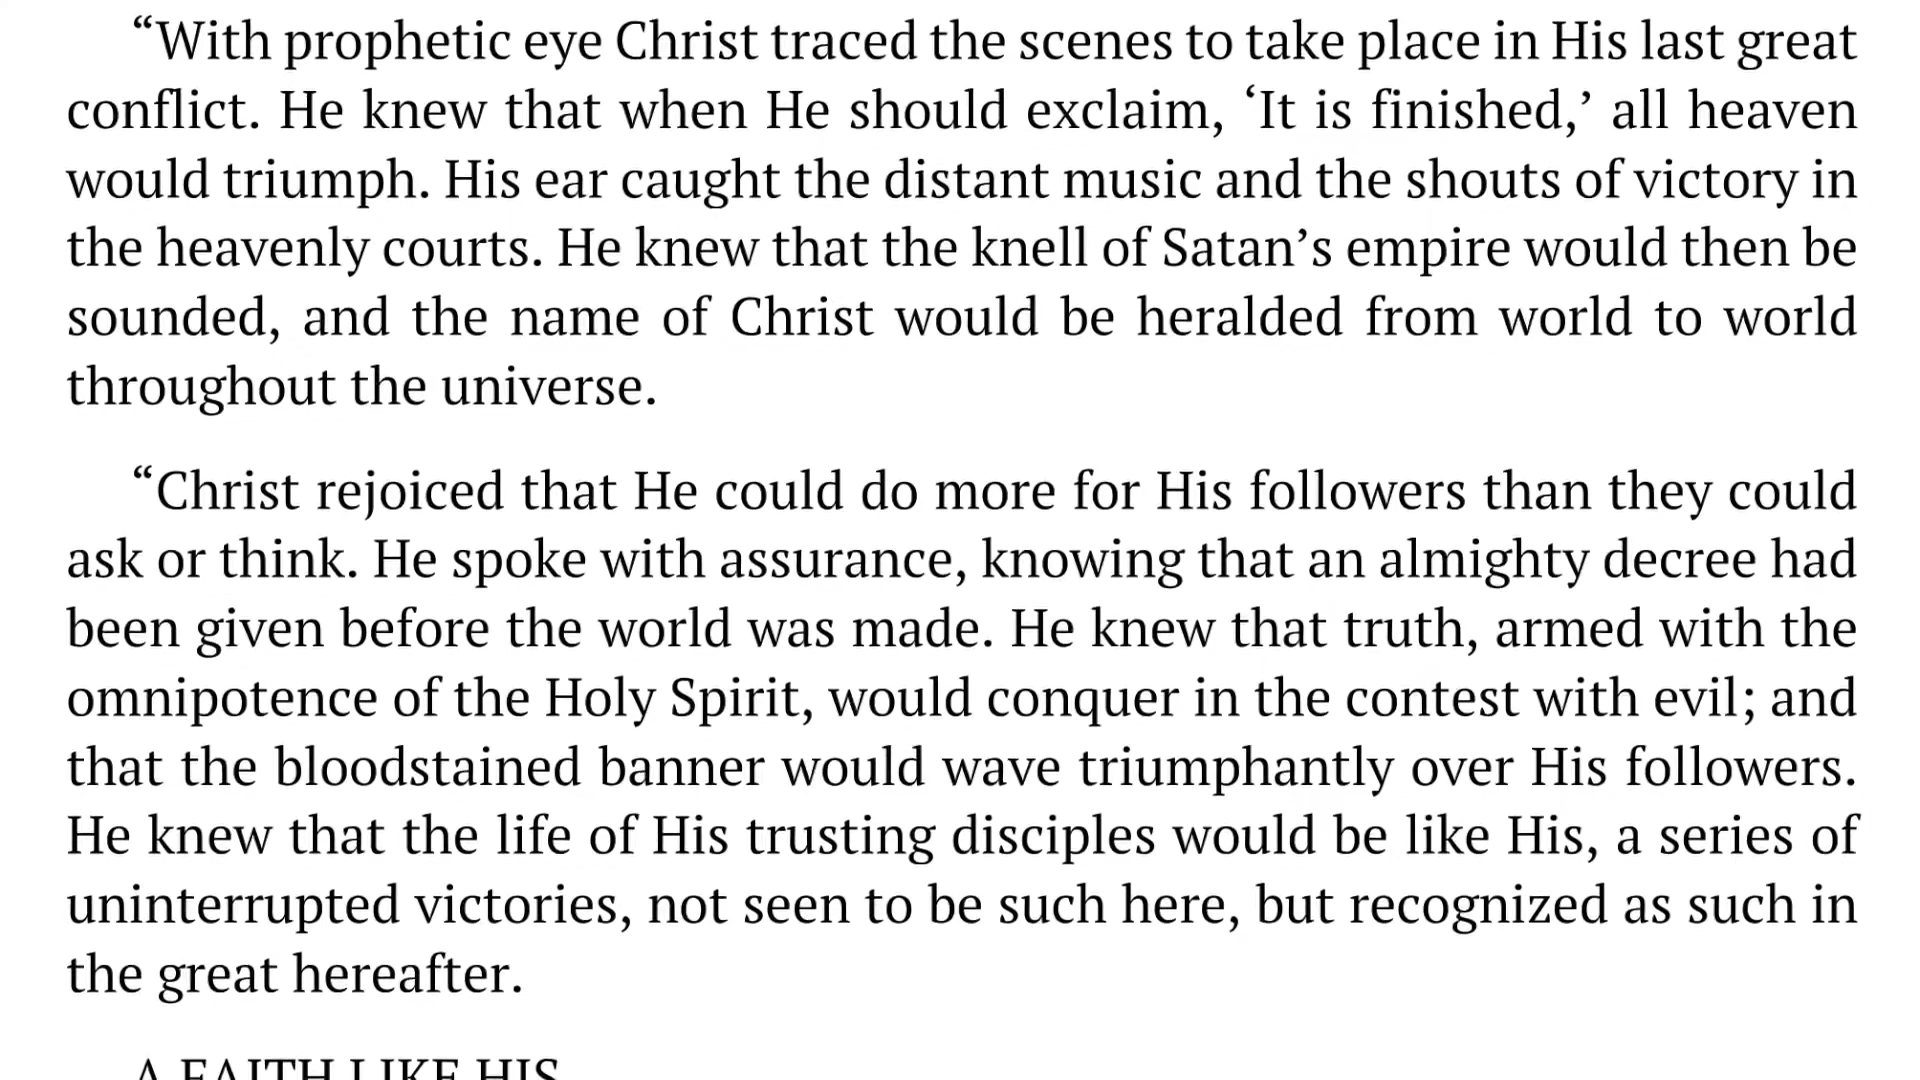 “With prophetic eye Christ traced the scenes to take place in His last great
conflict. He knew that when He should exclaim, ‘It is finished,’ all heaven
would triumph. His ear caught the distant music and the shouts of victory in
the heavenly courts. He knew that the knell of Satan’s empire would then be
sounded, and the name of Christ would be heralded from world to world
throughout the universe.
“Christ rejoiced that He could do more for His followers than they could
ask or think. He spoke with assurance, knowing that an almighty decree had
been given before the world was made. He knew that truth, armed with the
omnipotence of the Holy Spirit, would conquer in the contest with evil; and
that the bloodstained banner would wave triumphantly over His followers.
He knew that the life of His trusting disciples would be like His, a series of
uninterrupted victories, not seen to be such here, but recognized as such in
the great hereafter.
A FAITH LIKE HIS